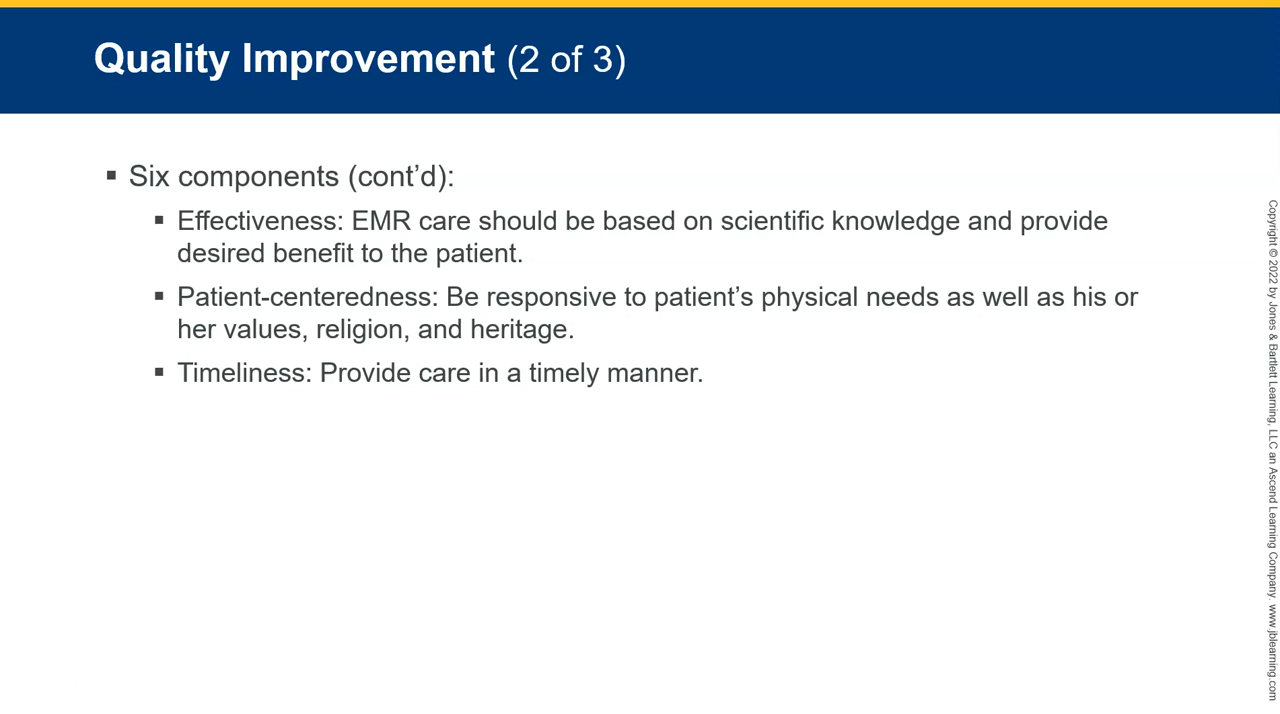 Quality Improvement (2 of 3)
▪ Six components (cont’d):
▪ Effectiveness: EMR care should be based on scientific knowledge and provide
desired benefit to the patient.
▪ Patient-centeredness: Be responsive to patient’s physical needs as well as his or
her values, religion, and heritage.
▪ Timeliness: Provide care in a timely manner.
Copyright © 2022 by Jones & Bartlett Learning, LLC an Ascend Learning Company. www.jblearning.com